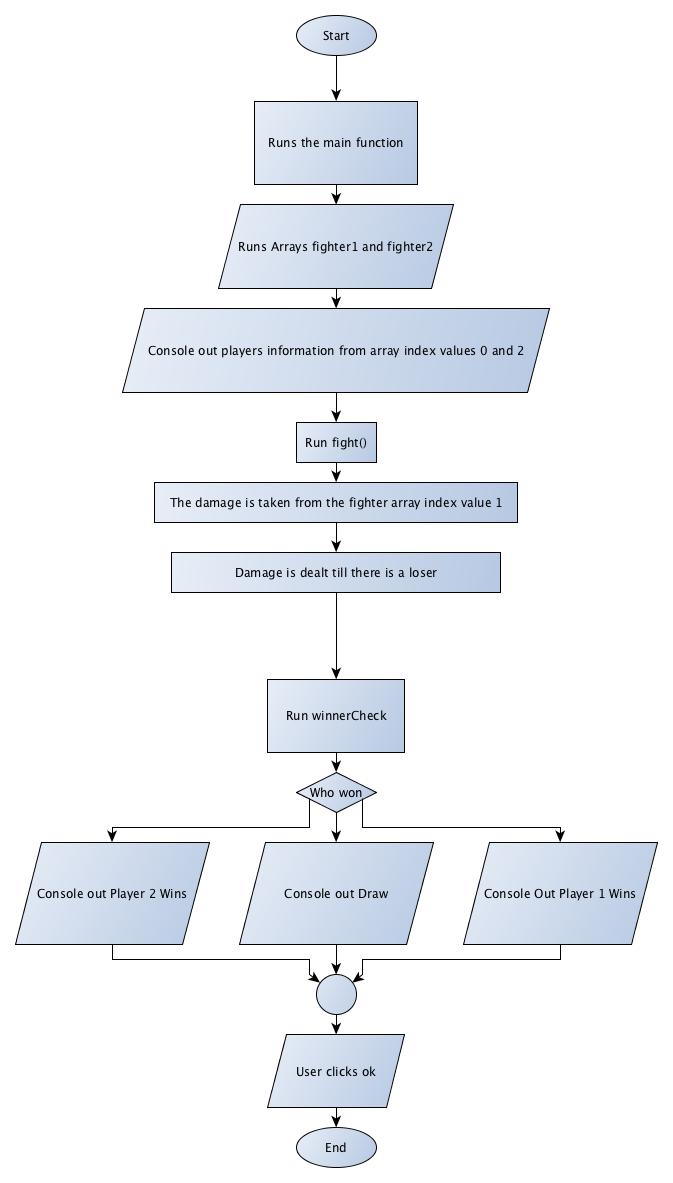 Start
Runs the main function
Runs Arrays fighter1 and fighter2
Console out players information from array index values 0 and 2
Run fight()
The damage is taken from the fighter array index value 1
Damage is dealt till there is a loser
Run winnerCheck
Who won
Console out Player 2 Wins
Console out Draw
Console Out Player 1 Wins
User clicks ok
End